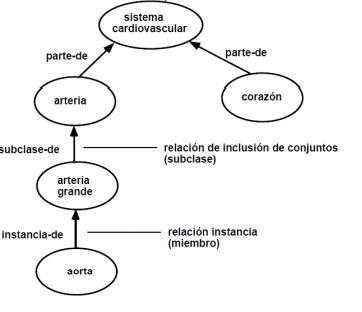 sistema
cardiovascular
parte-de
parte-de
arteria
corazón
subclase-de
relación de inclusión de conjuntos
(subclase)
arteria
grande
instancia-de
relación instancia
(miembro)
aorta